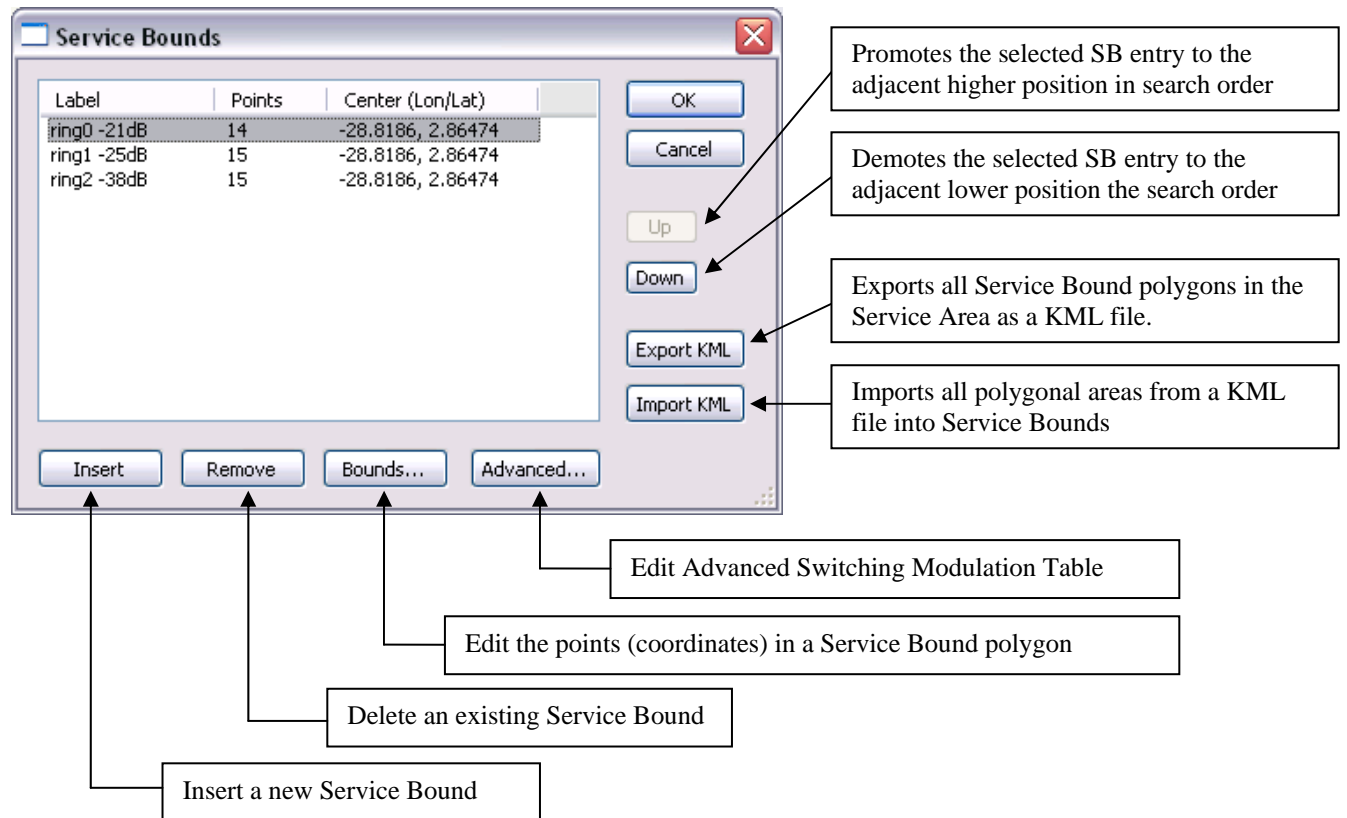 Service Bounds
Label Points Center (Lon/Lat)
ring0 -21dB 14 -28.8186, 2.86474
ring1 -25dB 15 -28.8186, 2.86474
ring2 -38dB 15 -28.8186, 2.86474
OK
Cancel
Up
Down
Export KML
Import KML
Insert Remove Bounds... Advanced...
Promotes the selected SB entry to the
adjacent higher position in search order
Demotes the selected SB entry to the
adjacent lower position the search order
Exports all Service Bound polygons in the
Service Area as a KML file.
Imports all polygonal areas from a KML
file into Service Bounds
Edit Advanced Switching Modulation Table
Edit the points (coordinates) in a Service Bound polygon
Delete an existing Service Bound
Insert a new Service Bound